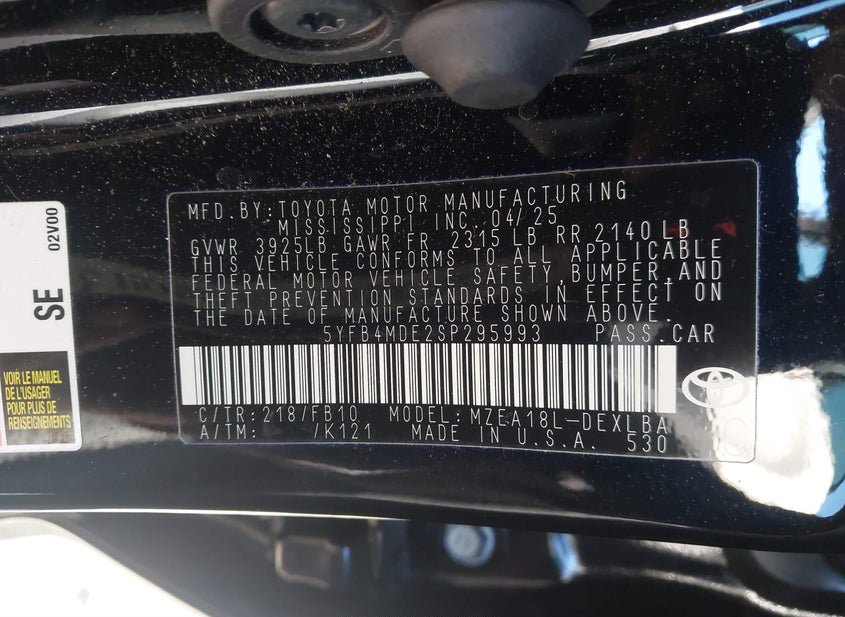 MFD. BY: TOYOTA MOTOR MANUFACTURING
MISSISSIPPI, INC. 04/25
GVWR 3925LB GAWR FR 2315 LB RR 2140 LB
THIS VEHICLE CONFORMS TO ALL APPLICABLE
FEDERAL MOTOR VEHICLE SAFETY, BUMPER, AND
THEFT PREVENTION STANDARDS IN EFFECT ON
THE DATE OF MANUFACTURE SHOWN ABOVE.
5YFB4MDE2SP295993 PASS. CAR
C/TR: 218/FB10 MODEL: MZEA18L-DEXLBA
A/TM: /K121 MADE IN U.S.A. 530
C
SE
02V00
VOIR LE MANUEL
DE L'USAGER
POUR PLUS DE
RENSEIGNEMENTS